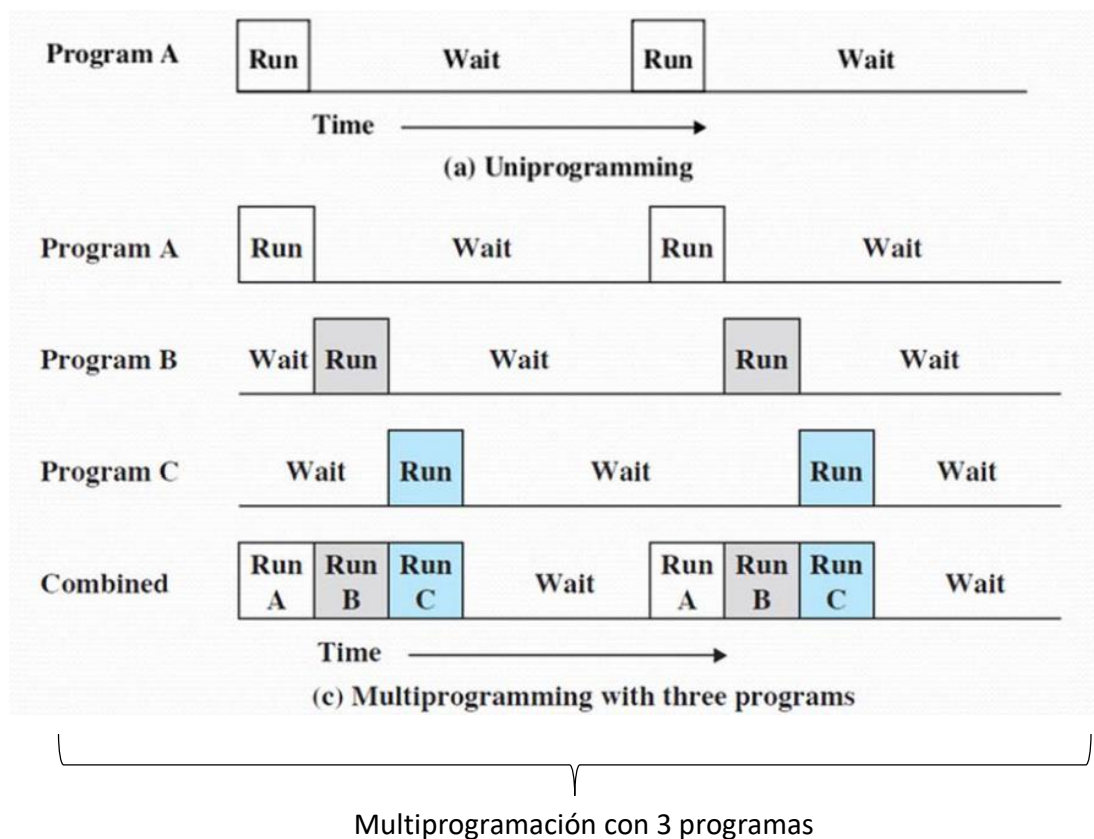 Program A Run Wait Run Wait
Time
(a) Uniprogramming
Program A Run Wait Run Wait
Program B Wait Run Wait Run Wait
Program C Wait Run Wait Run Wait
Combined Run A Run B Run C Wait Run A Run B Run C Wait
Time
(c) Multiprogramming with three programs
Multiprogramación con 3 programas